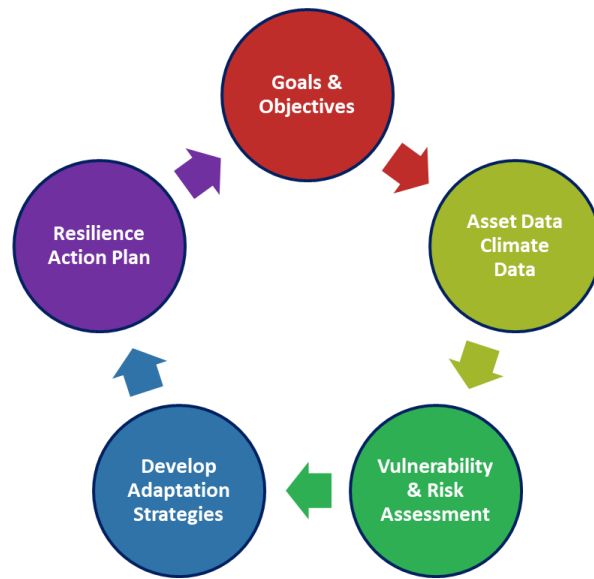 Goals &
Objectives
Asset Data
Climate
Data
Vulnerability
& Risk
Assessment
Develop
Adaptation
Strategies
Resilience
Action Plan